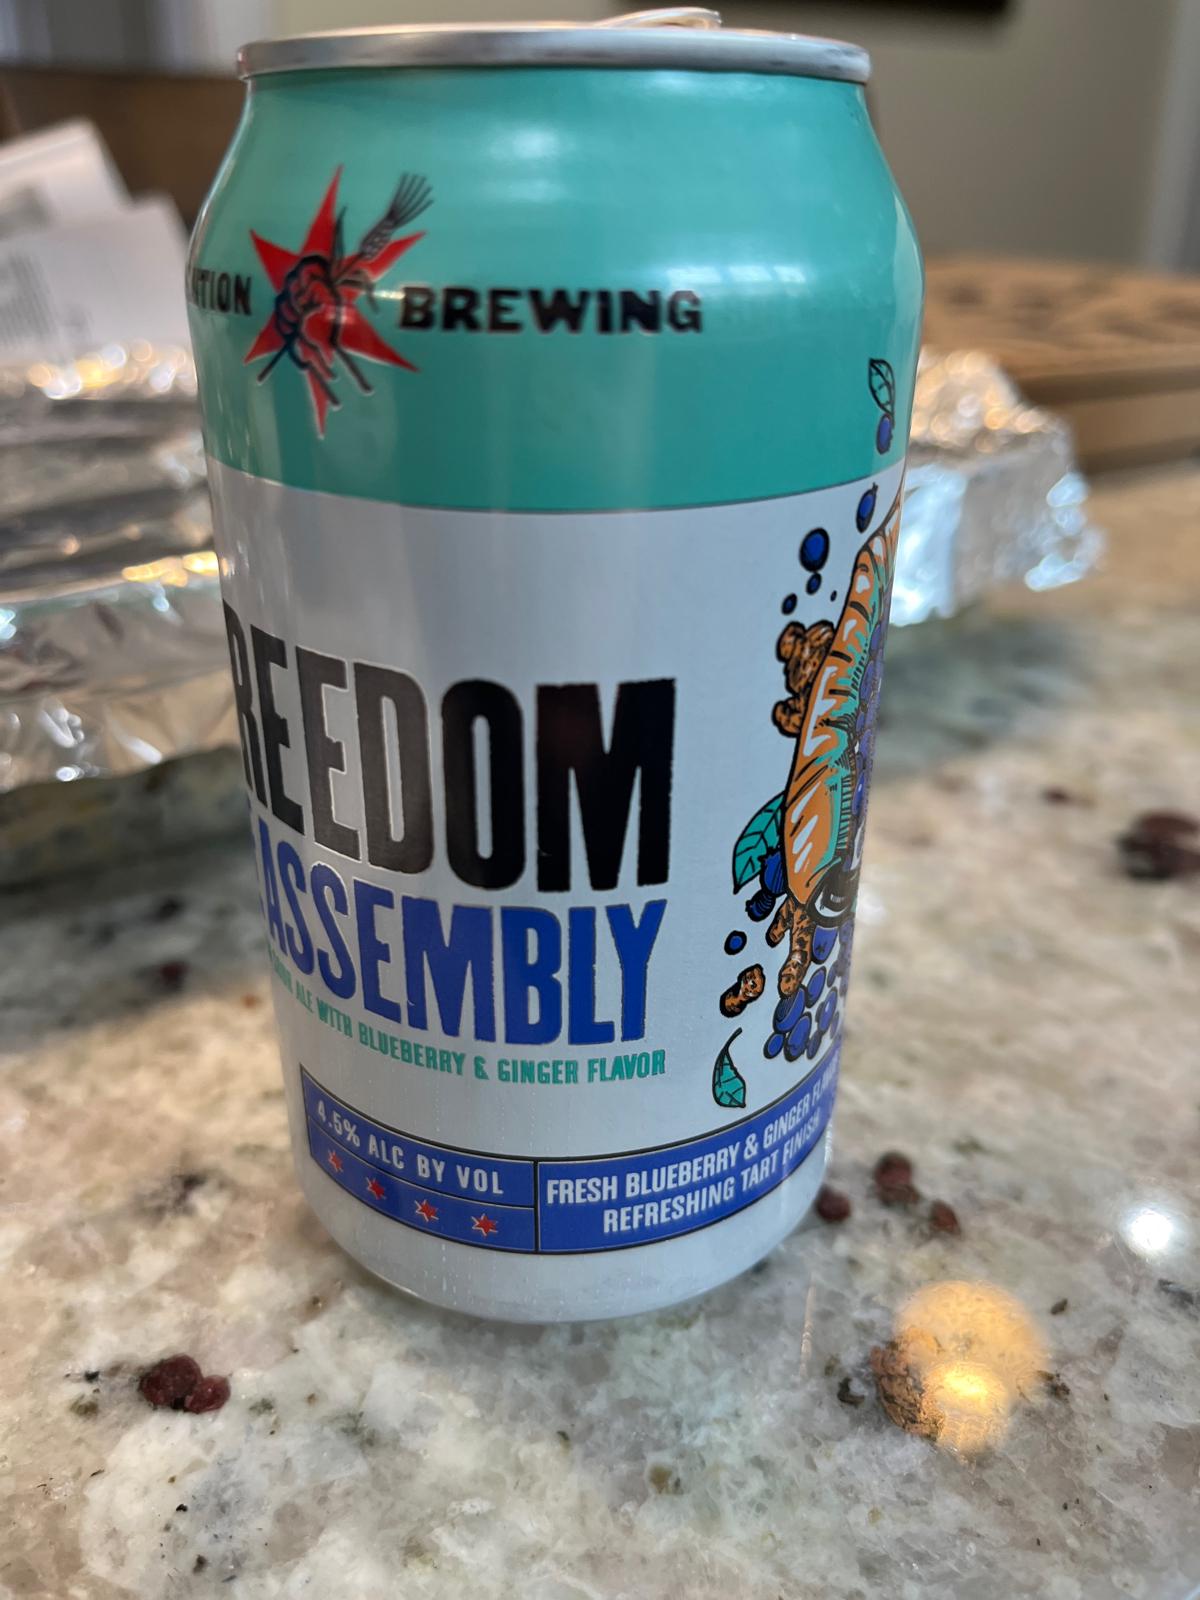 BREWING
REEDOM
ASSEMBLY
ALE WITH BLUEBERRY & GINGER FLAVOR
4.5% ALC BY VOL
FRESH BLUEBERRY & GINGER
REFRESHING TART FINISH